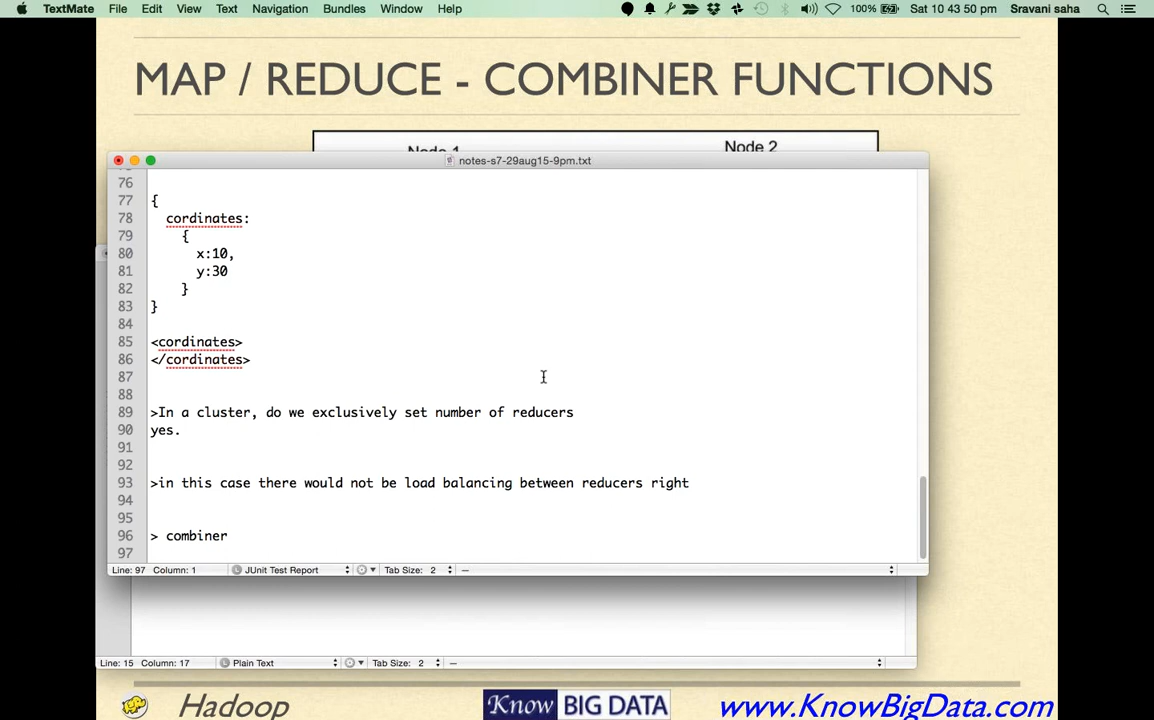 TextMate File Edit View Text Navigation Bundles Window Help 100% Sat 10 43 50 pm Sravani saha
MAP / REDUCE - COMBINER FUNCTIONS
Node 1 Node 2
notes-s7-29aug15-9pm.txt
76
77 {
78 cordinates:
79 {
80 x:10,
81 y:30
82 }
83 }
84
85 <cordinates>
86 </cordinates>
87
88
89 >In a cluster, do we exclusively set number of reducers
90 yes.
91
92
93 >in this case there would not be load balancing between reducers right
94
95
96 > combiner
97
Line: 97 Column: 1 JUnit Test Report Tab Size: 2 —
Line: 15 Column: 17 Plain Text Tab Size: 2 —
Hadoop Know BIG DATA www.KnowBigData.com